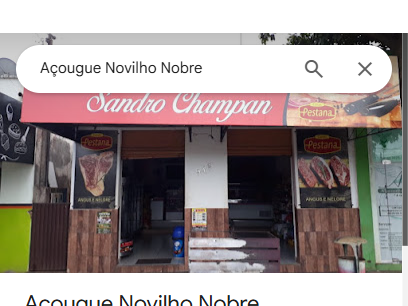 Açougue Novilho Nobre
Sandro Champan
Pestana
Pestana
Pestana
ANGUS E NELORE
ANGUS E NELORE
Açougue Novilho Nobre